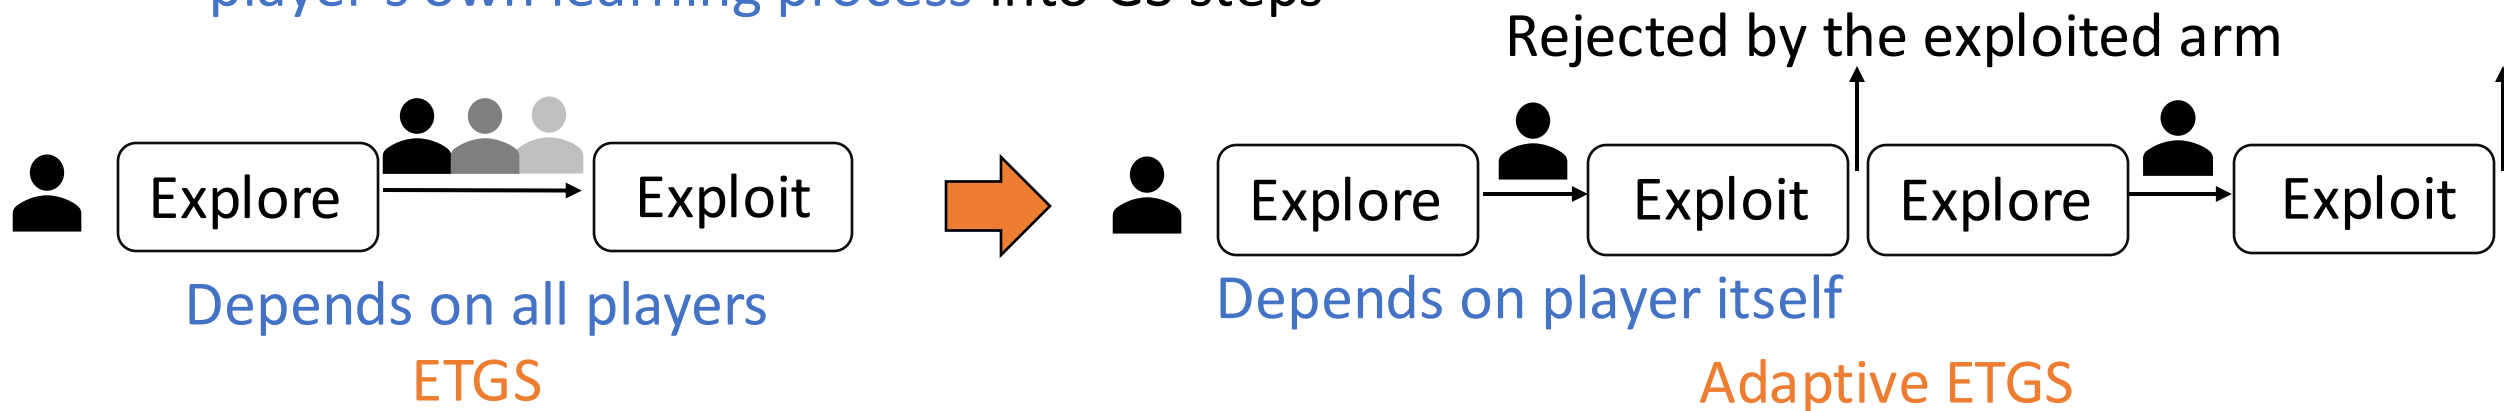 Rejected by the exploited arm
Explore
Exploit
Explore
Exploit
Explore
Exploit
Depends on all players
Depends on player itself
ETGS
Adaptive ETGS